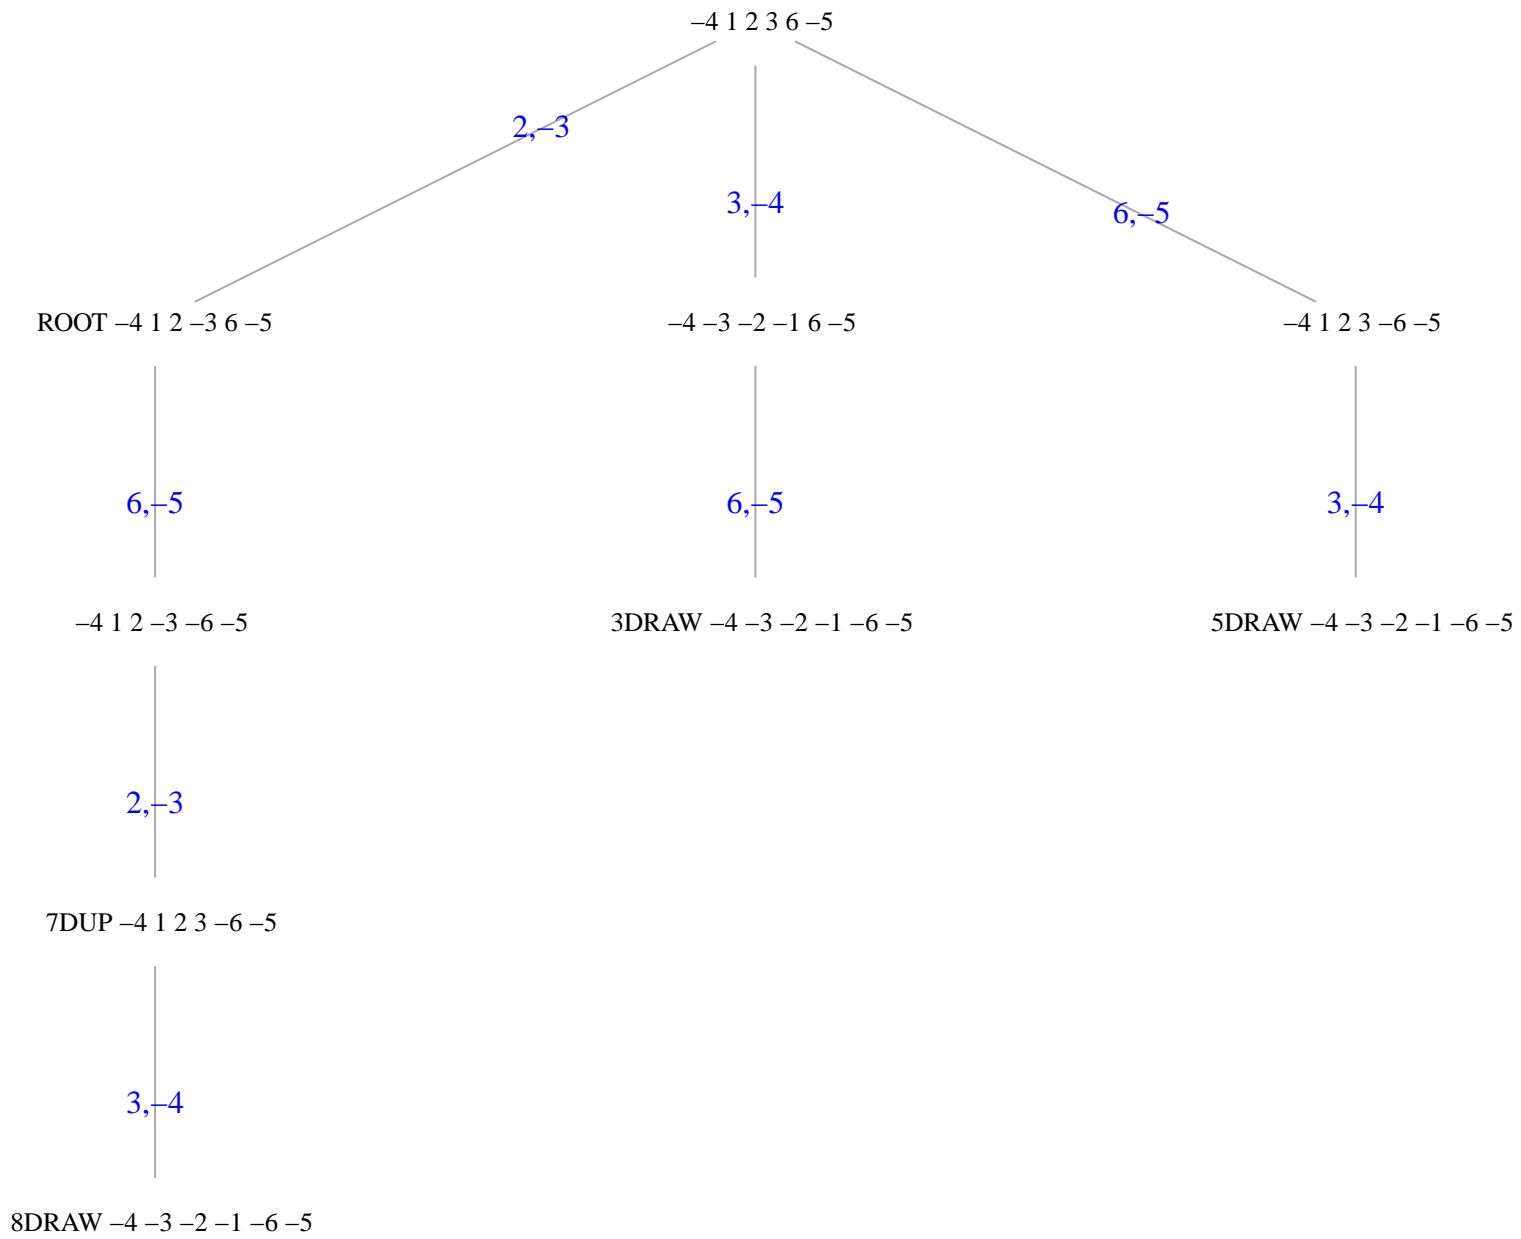 –4 1 2 3 6 –5
2,–3
3,–4
6,–5
ROOT –4 1 2 –3 6 –5
–4 –3 –2 –1 6 –5
–4 1 2 3 –6 –5
6,–5
6,–5
3,–4
–4 1 2 –3 –6 –5
3DRAW –4 –3 –2 –1 –6 –5
5DRAW –4 –3 –2 –1 –6 –5
2,–3
7DUP –4 1 2 3 –6 –5
3,–4
8DRAW –4 –3 –2 –1 –6 –5